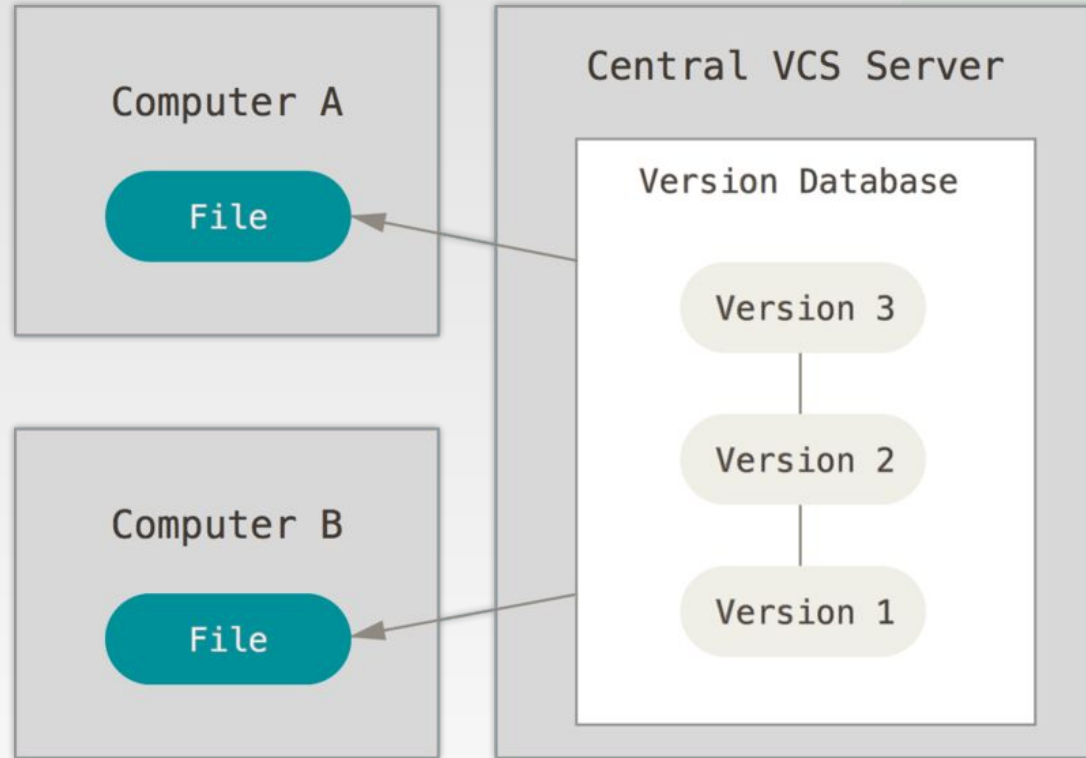 Computer A
File
Computer B
File
Central VCS Server
Version Database
Version 3
Version 2
Version 1